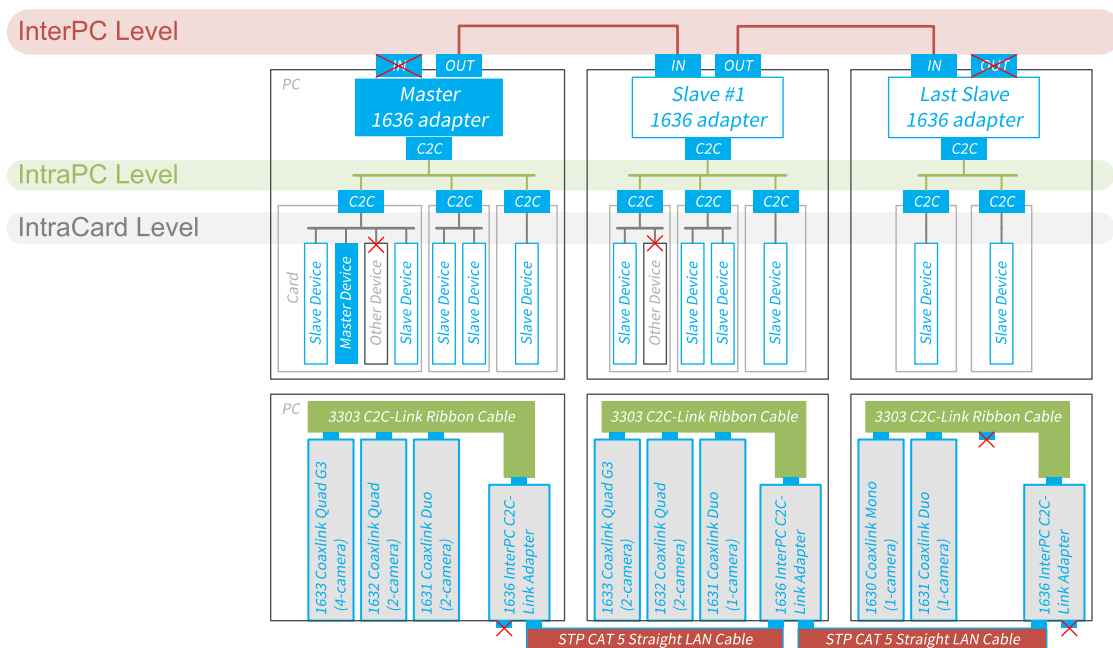 InterPC Level
IN
OUT
IN
OUT
IN
OUT
PC
Master
1636 adapter
Slave #1
1636 adapter
Last Slave
1636 adapter
C2C
C2C
C2C
IntraPC Level
C2C
C2C
C2C
C2C
C2C
C2C
C2C
C2C
IntraCard Level
Card
Slave Device
Master Device
Other Device
Slave Device
Slave Device
Slave Device
Slave Device
Slave Device
Other Device
Slave Device
Slave Device
Slave Device
Slave Device
Slave Device
PC
3303 C2C-Link Ribbon Cable
3303 C2C-Link Ribbon Cable
3303 C2C-Link Ribbon Cable
1633 Coaxlink Quad G3
(4-camera)
1632 Coaxlink Quad
(2-camera)
1631 Coaxlink Duo
(2-camera)
1636 InterPC C2C-
Link Adapter
1633 Coaxlink Quad G3
(2-camera)
1632 Coaxlink Quad
(2-camera)
1631 Coaxlink Duo
(1-camera)
1636 InterPC C2C-
Link Adapter
1630 Coaxlink Mono
(1-camera)
1631 Coaxlink Duo
(1-camera)
1636 InterPC C2C-
Link Adapter
STP CAT 5 Straight LAN Cable
STP CAT 5 Straight LAN Cable